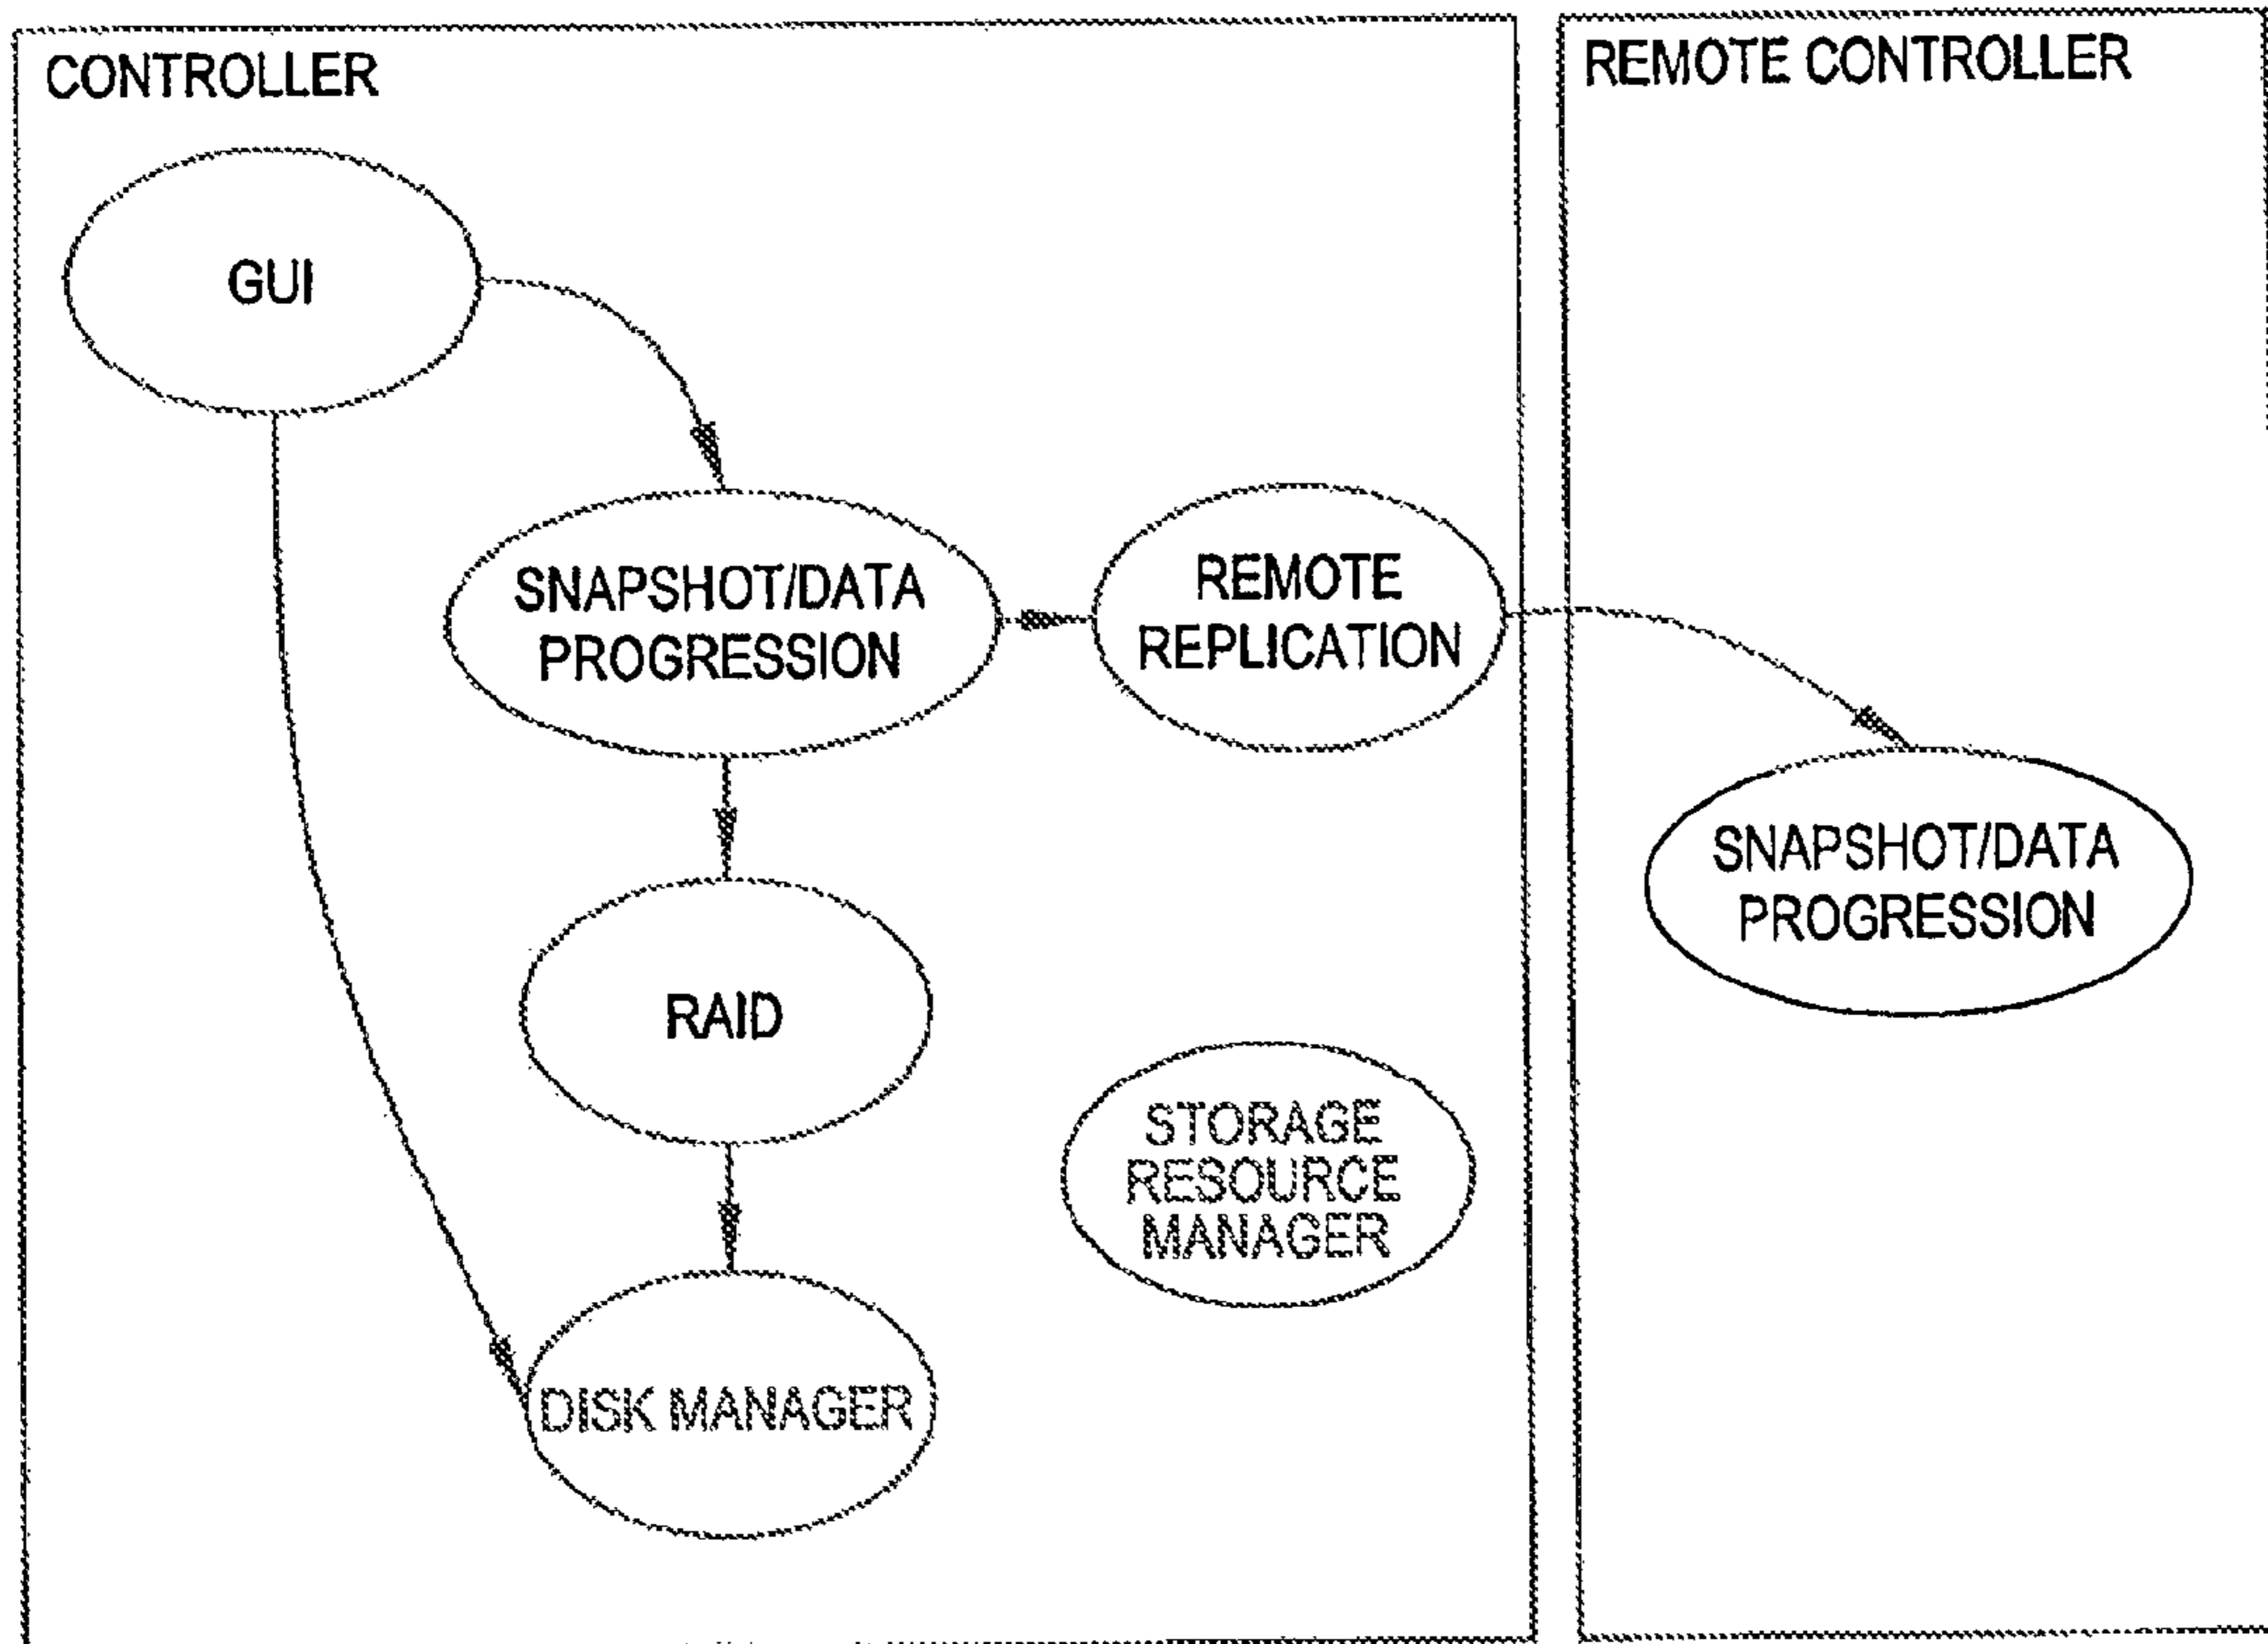 CONTROLLER
REMOTE CONTROLLER
GUI
SNAPSHOT/DATA
PROGRESSION
REMOTE
REPLICATION
SNAPSHOT/DATA
PROGRESSION
RAID
STORAGE
RESOURCE
MANAGER
DISK MANAGER